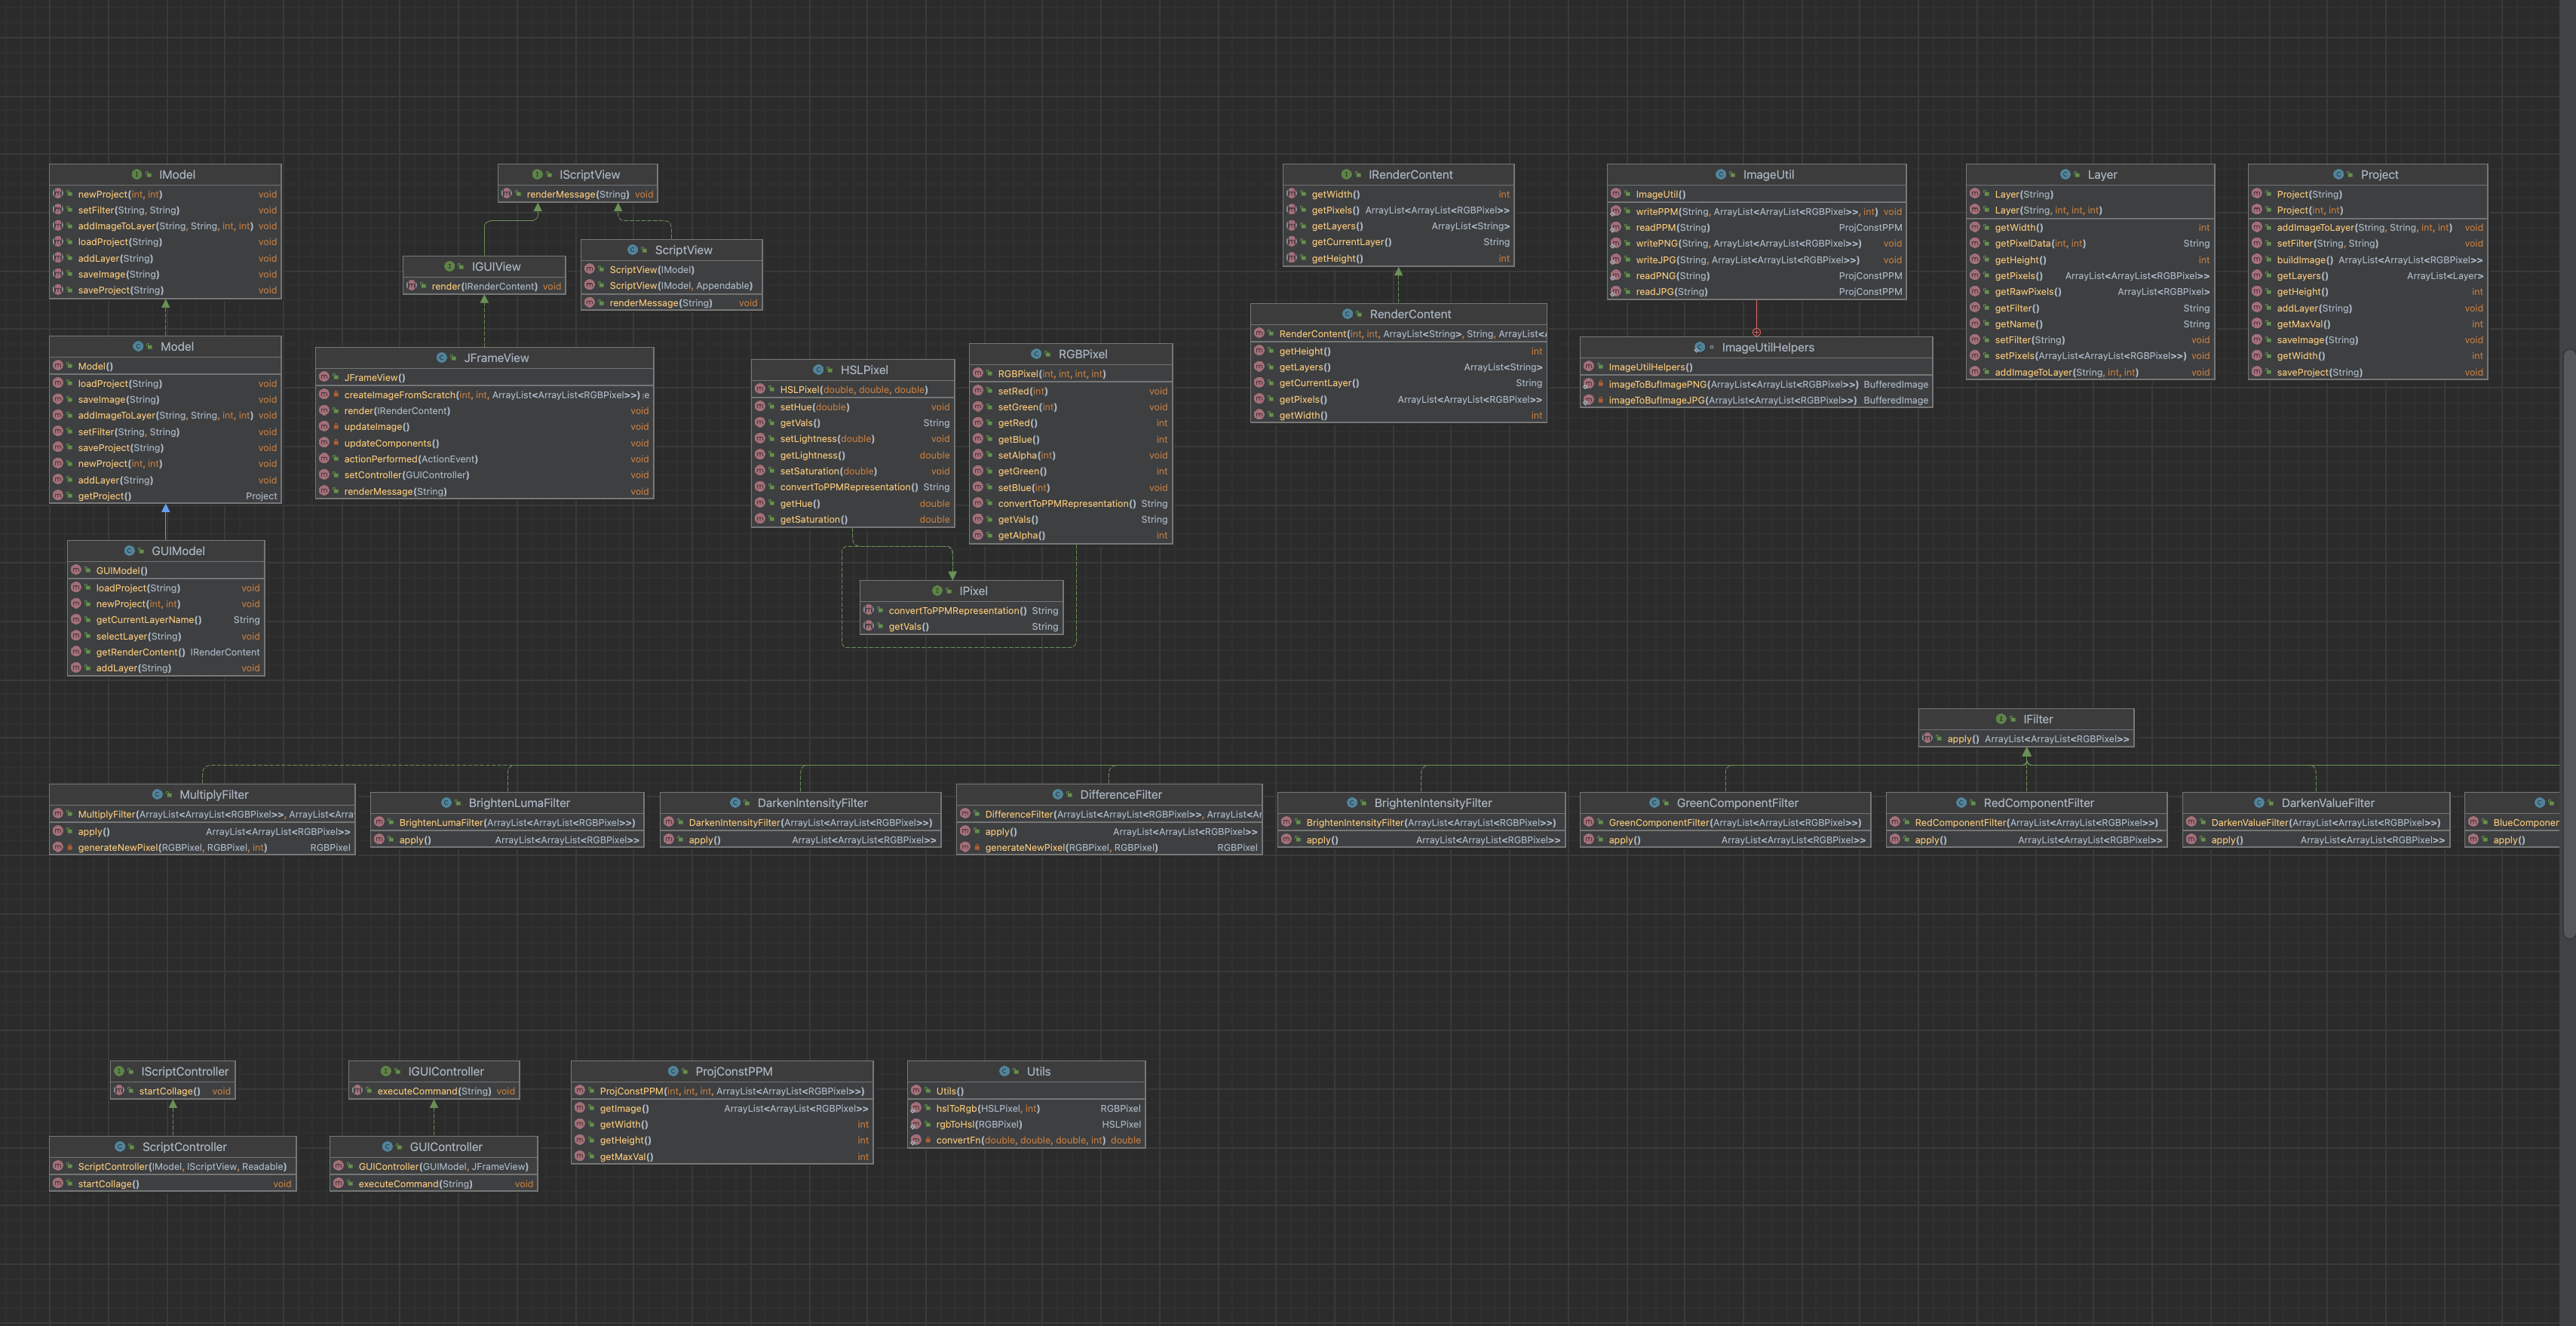 IModel
newProject(int, int) void
setFilter(String, String) void
addImageToLayer(String, String, int, int) void
loadProject(String) void
addLayer(String) void
saveImage(String) void
saveProject(String) void
Model
Model()
loadProject(String) void
saveImage(String) void
addImageToLayer(String, String, int, int) void
setFilter(String, String) void
saveProject(String) void
newProject(int, int) void
addLayer(String) void
getProject() Project
GUIModel
GUIModel()
loadProject(String) void
newProject(int, int) void
getCurrentLayerName() String
selectLayer(String) void
getRenderContent() IRenderContent
addLayer(String) void
IScriptView
renderMessage(String) void
IGUIView
render(IRenderContent) void
ScriptView
ScriptView(IModel)
ScriptView(IModel, Appendable)
renderMessage(String) void
JFrameView
JFrameView()
createImageFromScratch(int, int, ArrayList<ArrayList<RGBPixel>>) e
render(IRenderContent) void
updateImage() void
updateComponents() void
actionPerformed(ActionEvent) void
setController(GUIController) void
renderMessage(String) void
HSLPixel
HSLPixel(double, double, double)
setHue(double) void
getVals() String
setLightness(double) void
getLightness() double
setSaturation(double) void
convertToPPMRepresentation() String
getHue() double
getSaturation() double
RGBPixel
RGBPixel(int, int, int, int)
setRed(int) void
setGreen(int) void
getRed() int
getBlue() int
setAlpha(int) void
getGreen() int
setBlue(int) void
convertToPPMRepresentation() String
getVals() String
getAlpha() int
IPixel
convertToPPMRepresentation() String
getVals() String
IRenderContent
getWidth() int
getPixels() ArrayList<ArrayList<RGBPixel>>
getLayers() ArrayList<String>
getCurrentLayer() String
getHeight() int
RenderContent
RenderContent(int, int, ArrayList<String>, String, ArrayList<
getHeight() int
getLayers() ArrayList<String>
getCurrentLayer() String
getPixels() ArrayList<ArrayList<RGBPixel>>
getWidth() int
ImageUtil
ImageUtil()
writePPM(String, ArrayList<ArrayList<RGBPixel>>, int) void
readPPM(String) ProjConstPPM
writePNG(String, ArrayList<ArrayList<RGBPixel>>) void
writeJPG(String, ArrayList<ArrayList<RGBPixel>>) void
readPNG(String) ProjConstPPM
readJPG(String) ProjConstPPM
ImageUtilHelpers
ImageUtilHelpers()
imageToBufImagePNG(ArrayList<ArrayList<RGBPixel>>) BufferedImage
imageToBufImageJPG(ArrayList<ArrayList<RGBPixel>>) BufferedImage
Layer
Layer(String)
Layer(String, int, int, int)
getWidth() int
getPixelData(int, int) String
getHeight() int
getPixels() ArrayList<ArrayList<RGBPixel>>
getRawPixels() ArrayList<RGBPixel>
getFilter() String
getName() String
setFilter(String) void
setPixels(ArrayList<ArrayList<RGBPixel>>) void
addImageToLayer(String, int, int) void
Project
Project(String)
Project(int, int)
addImageToLayer(String, String, int, int) void
setFilter(String, String) void
buildImage() ArrayList<ArrayList<RGBPixel>>
getLayers() ArrayList<Layer>
getHeight() int
addLayer(String) void
getMaxVal() int
saveImage(String) void
getWidth() int
saveProject(String) void
IFilter
apply() ArrayList<ArrayList<RGBPixel>>
MultiplyFilter
MultiplyFilter(ArrayList<ArrayList<RGBPixel>>, ArrayList<Arra
apply() ArrayList<ArrayList<RGBPixel>>
generateNewPixel(RGBPixel, RGBPixel, int) RGBPixel
BrightenLumaFilter
BrightenLumaFilter(ArrayList<ArrayList<RGBPixel>>)
apply() ArrayList<ArrayList<RGBPixel>>
DarkenIntensityFilter
DarkenIntensityFilter(ArrayList<ArrayList<RGBPixel>>)
apply() ArrayList<ArrayList<RGBPixel>>
DifferenceFilter
DifferenceFilter(ArrayList<ArrayList<RGBPixel>>, ArrayList<Ar
apply() ArrayList<ArrayList<RGBPixel>>
generateNewPixel(RGBPixel, RGBPixel) RGBPixel
BrightenIntensityFilter
BrightenIntensityFilter(ArrayList<ArrayList<RGBPixel>>)
apply() ArrayList<ArrayList<RGBPixel>>
GreenComponentFilter
GreenComponentFilter(ArrayList<ArrayList<RGBPixel>>)
apply() ArrayList<ArrayList<RGBPixel>>
RedComponentFilter
RedComponentFilter(ArrayList<ArrayList<RGBPixel>>)
apply() ArrayList<ArrayList<RGBPixel>>
DarkenValueFilter
DarkenValueFilter(ArrayList<ArrayList<RGBPixel>>)
apply() ArrayList<ArrayList<RGBPixel>>
BlueComponen
apply()
IScriptController
startCollage() void
ScriptController
ScriptController(IModel, IScriptView, Readable)
startCollage() void
IGUIController
executeCommand(String) void
GUIController
GUIController(GUIModel, JFrameView)
executeCommand(String) void
ProjConstPPM
ProjConstPPM(int, int, int, ArrayList<ArrayList<RGBPixel>>)
getImage() ArrayList<ArrayList<RGBPixel>>
getWidth() int
getHeight() int
getMaxVal() int
Utils
Utils()
hslToRgb(HSLPixel, int) RGBPixel
rgbToHsl(RGBPixel) HSLPixel
convertFn(double, double, double, int) double